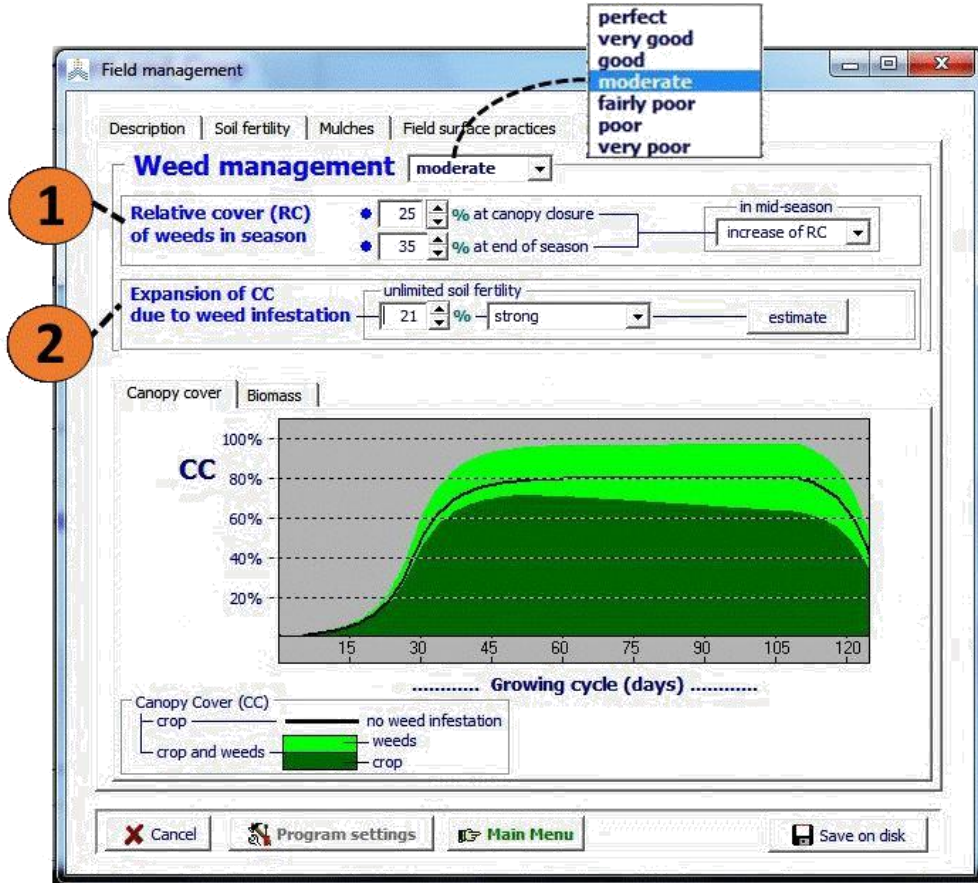 perfect
very good
good
moderate
fairly poor
poor
very poor
Field management
Description
Soil fertility
Mulches
Field surface practices
Weed management
moderate
1
Relative cover (RC)
of weeds in season
25 % at canopy closure
35 % at end of season
in mid-season
increase of RC
2
Expansion of CC
due to weed infestation
unlimited soil fertility
21 % strong
estimate
Canopy cover
Biomass
CC
100%
80%
60%
40%
20%
15 30 45 60 75 90 105 120
............ Growing cycle (days) ............
Canopy Cover (CC)
crop
no weed infestation
crop and weeds
weeds
crop
Cancel
Program settings
Main Menu
Save on disk